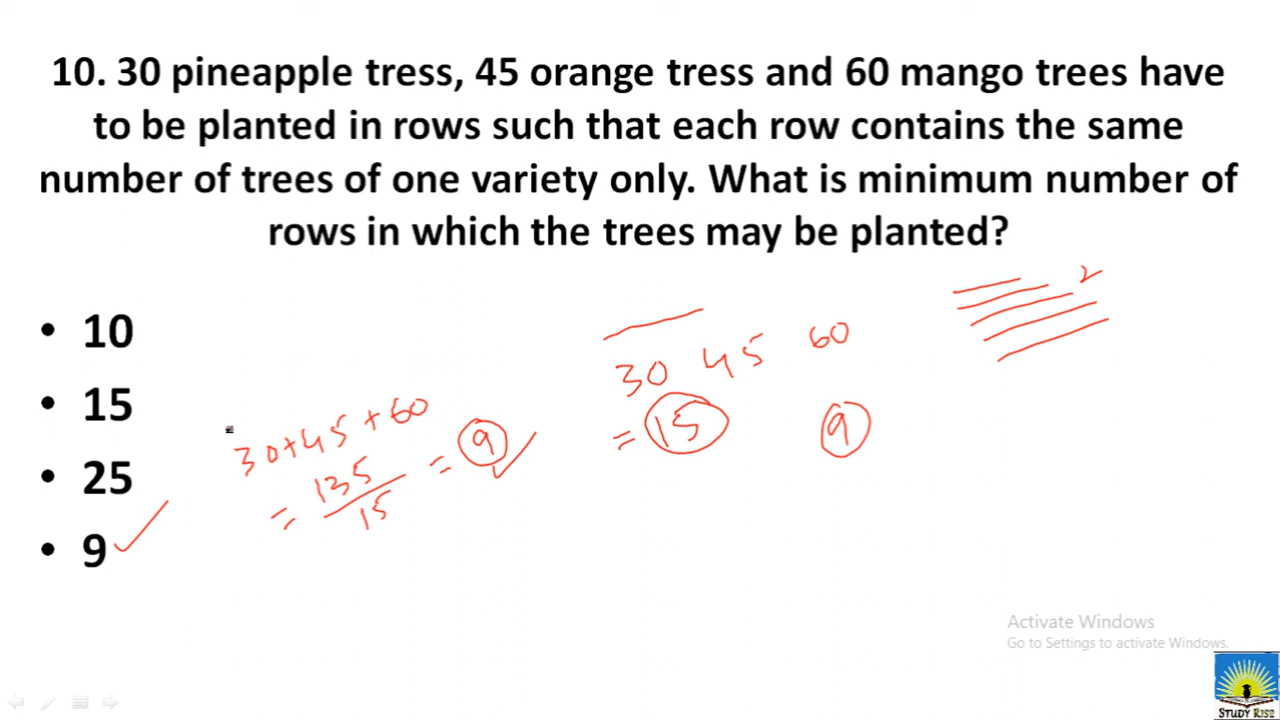 10. 30 pineapple tress, 45 orange tress and 60 mango trees have
to be planted in rows such that each row contains the same
number of trees of one variety only. What is minimum number of
rows in which the trees may be planted?
• 10
• 15
• 25
• 9
30+45+60
= 135/15 = 9
30 45 60
= 15
9
2
Activate Windows
Go to Settings to activate Windows.
STUDY RISE